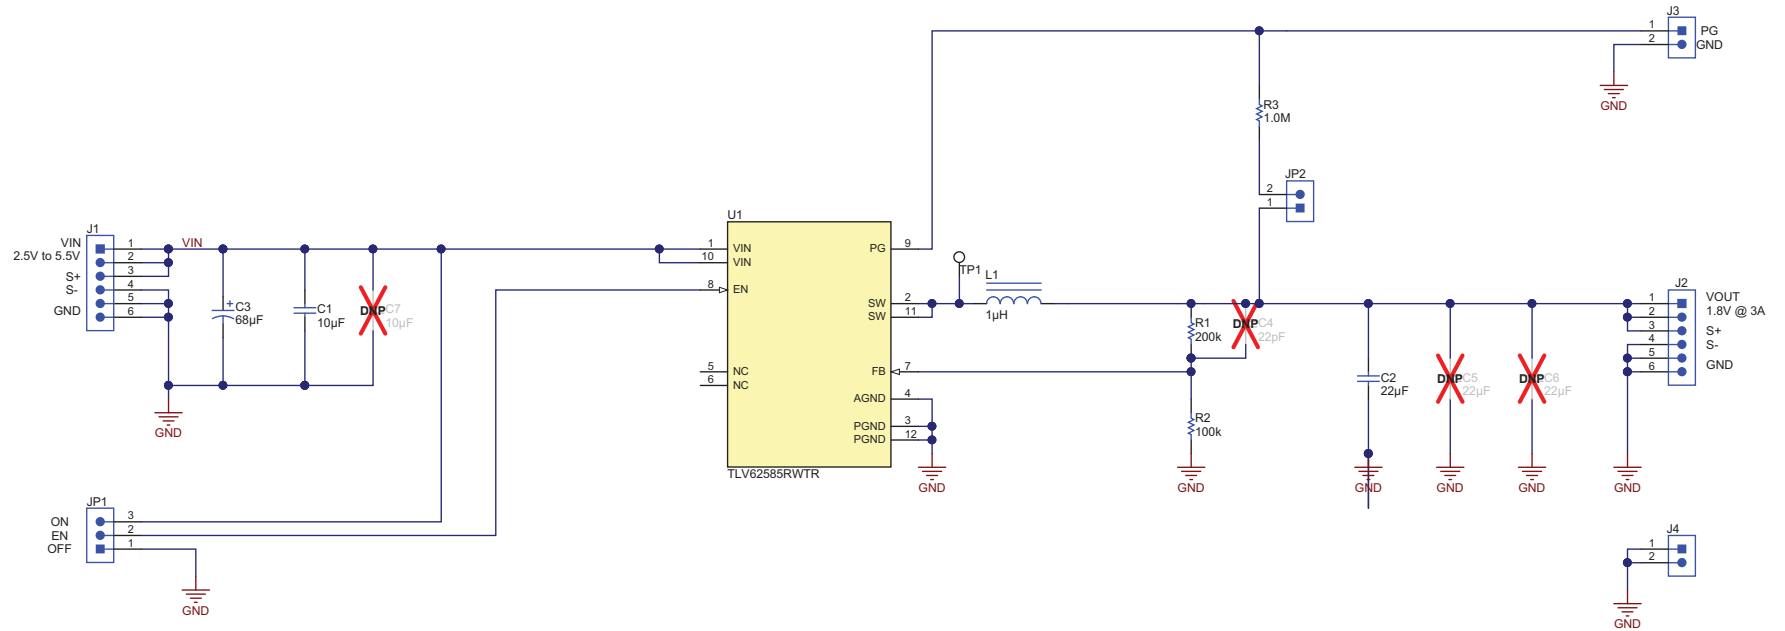 J3
1
PG
2
GND
GND
R3
1.0M
JP2
2
1
U1
J1
VIN
2.5V to 5.5V
S+
S-
GND
1
2
3
4
5
6
VIN
+
C3
68µF
C1
10µF
DNP
C7
10µF
GND
1
VIN
10
VIN
8
EN
5
NC
6
NC
PG
9
SW
2
SW
11
FB
7
AGND
4
PGND
3
PGND
12
TLV62585RWTR
GND
TP1
L1
1µH
R1
200k
DNP
C4
22pF
R2
100k
GND
C2
22µF
GND
DNP
C5
22µF
GND
DNP
C6
22µF
GND
J2
1
2
3
4
5
6
VOUT
1.8V @ 3A
S+
S-
GND
GND
JP1
ON
3
EN
2
OFF
1
GND
J4
1
2
GND